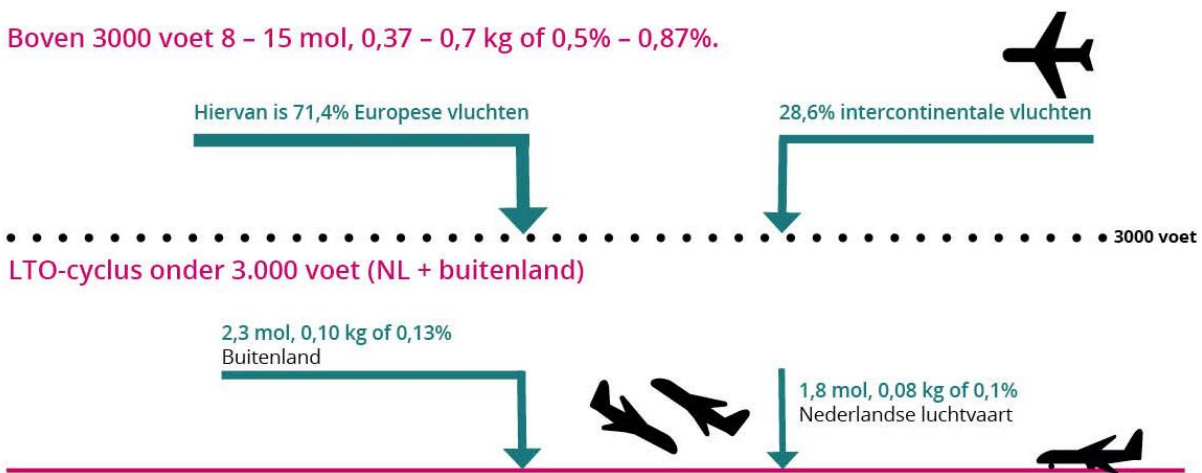 Boven 3000 voet 8 – 15 mol, 0,37 – 0,7 kg of 0,5% – 0,87%.
Hiervan is 71,4% Europese vluchten
28,6% intercontinentale vluchten
3000 voet
LTO-cyclus onder 3.000 voet (NL + buitenland)
2,3 mol, 0,10 kg of 0,13%
Buitenland
1,8 mol, 0,08 kg of 0,1%
Nederlandse luchtvaart